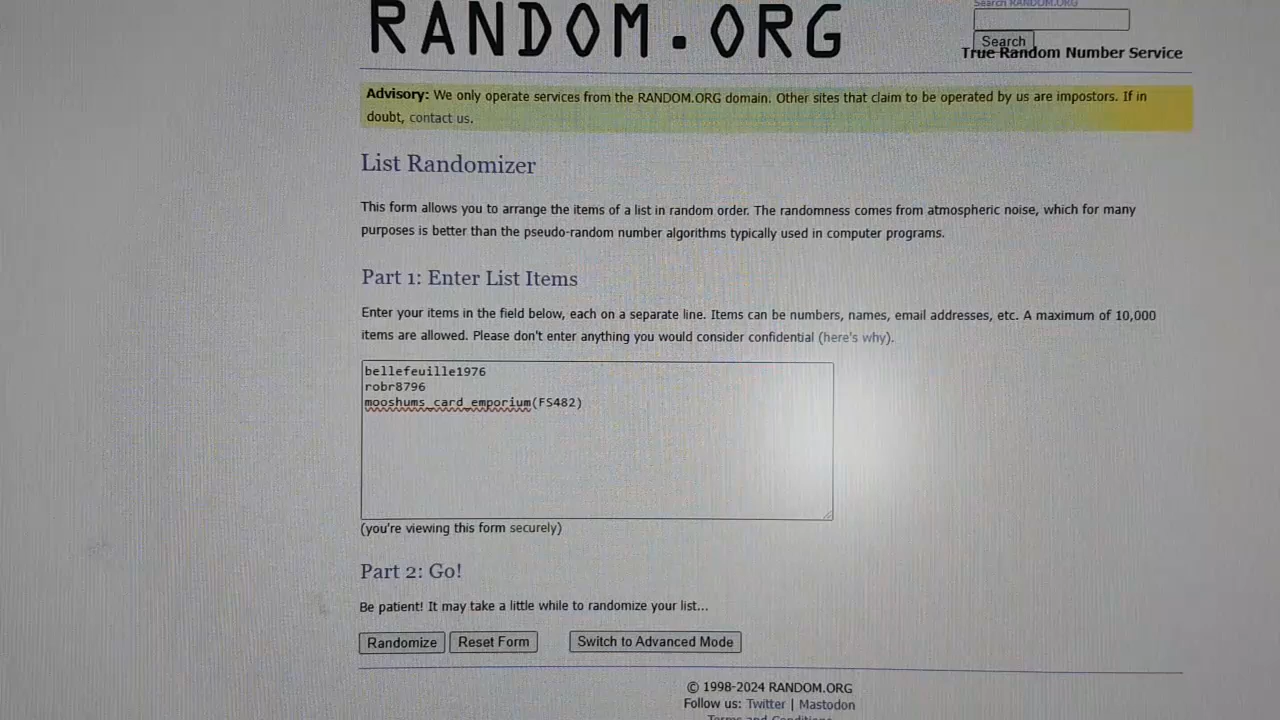 Search RANDOM.ORG
RANDOM.ORG
Search
True Random Number Service
Advisory: We only operate services from the RANDOM.ORG domain. Other sites that claim to be operated by us are impostors. If in
doubt, contact us.
List Randomizer
This form allows you to arrange the items of a list in random order. The randomness comes from atmospheric noise, which for many
purposes is better than the pseudo-random number algorithms typically used in computer programs.
Part 1: Enter List Items
Enter your items in the field below, each on a separate line. Items can be numbers, names, email addresses, etc. A maximum of 10,000
items are allowed. Please don't enter anything you would consider confidential (here's why).
bellefeuille1976
robr8796
mooshums_card_emporium(FS482)
(you're viewing this form securely)
Part 2: Go!
Be patient! It may take a little while to randomize your list...
Randomize Reset Form Switch to Advanced Mode
© 1998-2024 RANDOM.ORG
Follow us: Twitter | Mastodon
Terms and Conditions